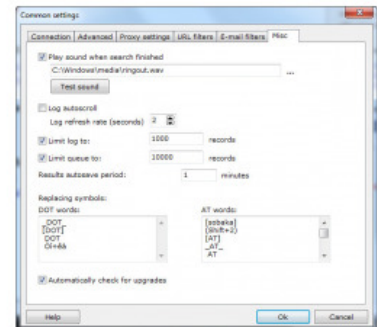 Common settings
Connection Advanced Proxy settings URL filters E-mail filters Misc
Play sound when search finished
C:\Windows\media\ringout.wav ...
Test sound
Log autoscroll
Log refresh rate (seconds) 2
Limit log to: 1000 records
Limit queue to: 10000 records
Results autosave period: 1 minutes
Replacing symbols:
DOT words: AT words:
_DOT_ [sobaka]
[DOT] (Shift+2)
DOT [AT]
_AT_
AT
Automatically check for upgrades
Help Ok Cancel